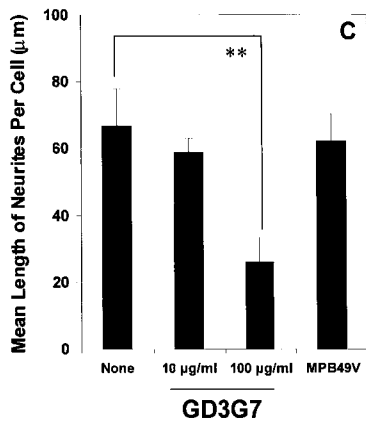 C
Mean Length of Neurites Per Cell (μm)
100
80
60
40
20
0
**
None
10 μg/ml
100 μg/ml
MPB49V
GD3G7